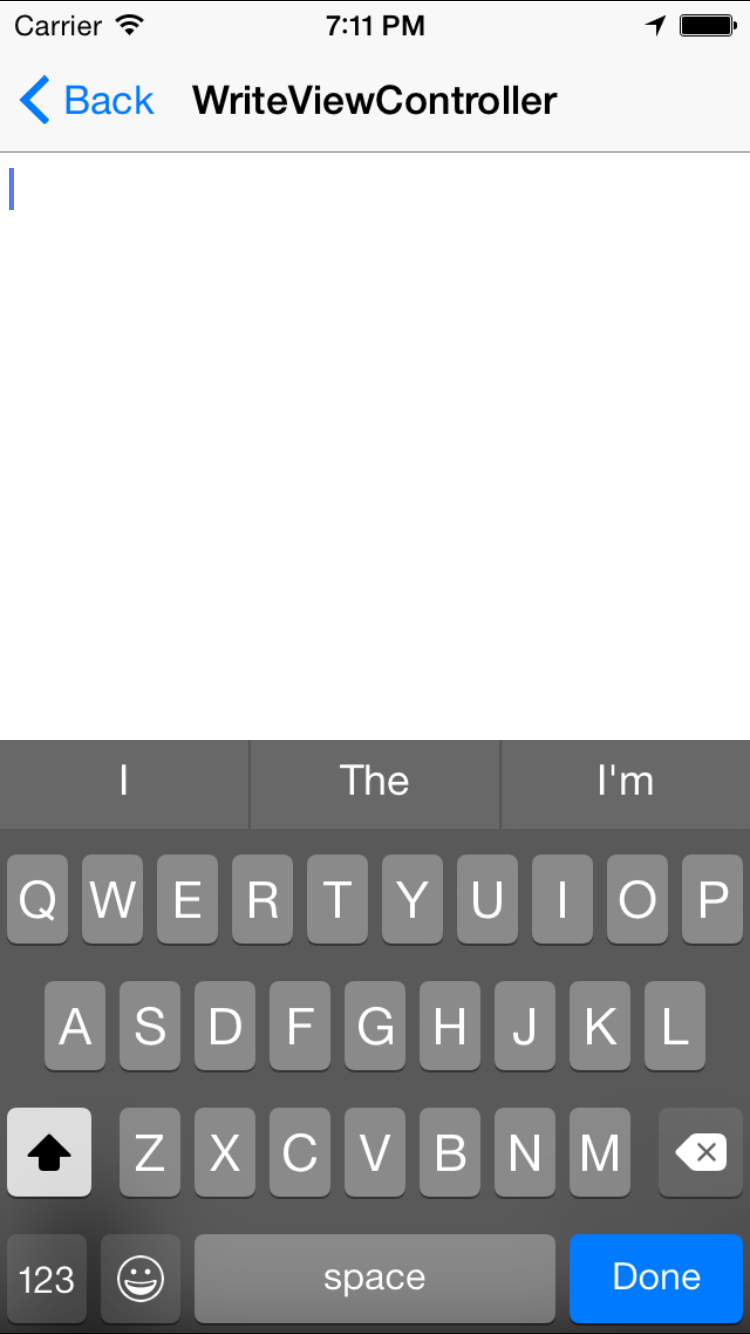 Carrier 7:11 PM
Back WriteViewController
I The I'm
Q W E R T Y U I O P
A S D F G H J K L
Z X C V B N M
123 space Done